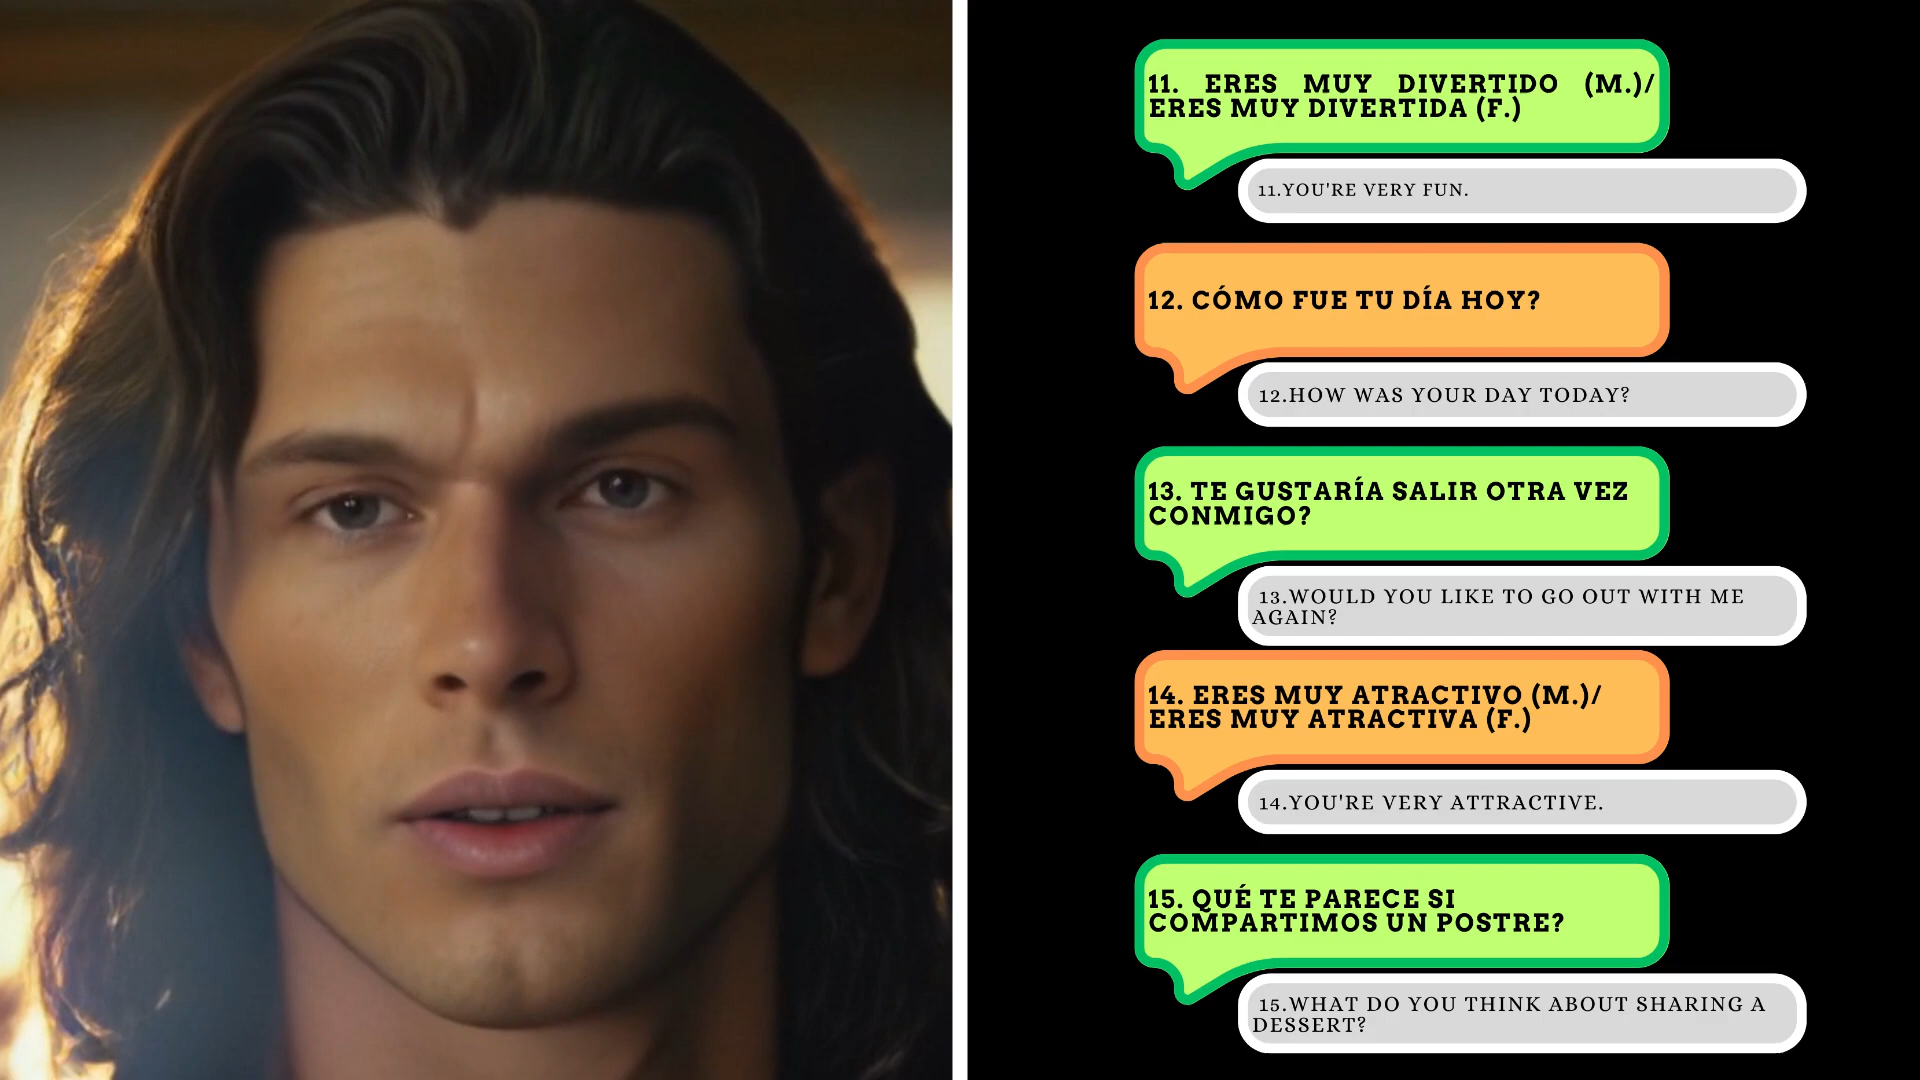 11. ERES MUY DIVERTIDO (M.)/
ERES MUY DIVERTIDA (F.)
11.YOU'RE VERY FUN.
12. CÓMO FUE TU DÍA HOY?
12.HOW WAS YOUR DAY TODAY?
13. TE GUSTARÍA SALIR OTRA VEZ
CONMIGO?
13.WOULD YOU LIKE TO GO OUT WITH ME
AGAIN?
14. ERES MUY ATRACTIVO (M.)/
ERES MUY ATRACTIVA (F.)
14.YOU'RE VERY ATTRACTIVE.
15. QUÉ TE PARECE SI
COMPARTIMOS UN POSTRE?
15.WHAT DO YOU THINK ABOUT SHARING A
DESSERT?